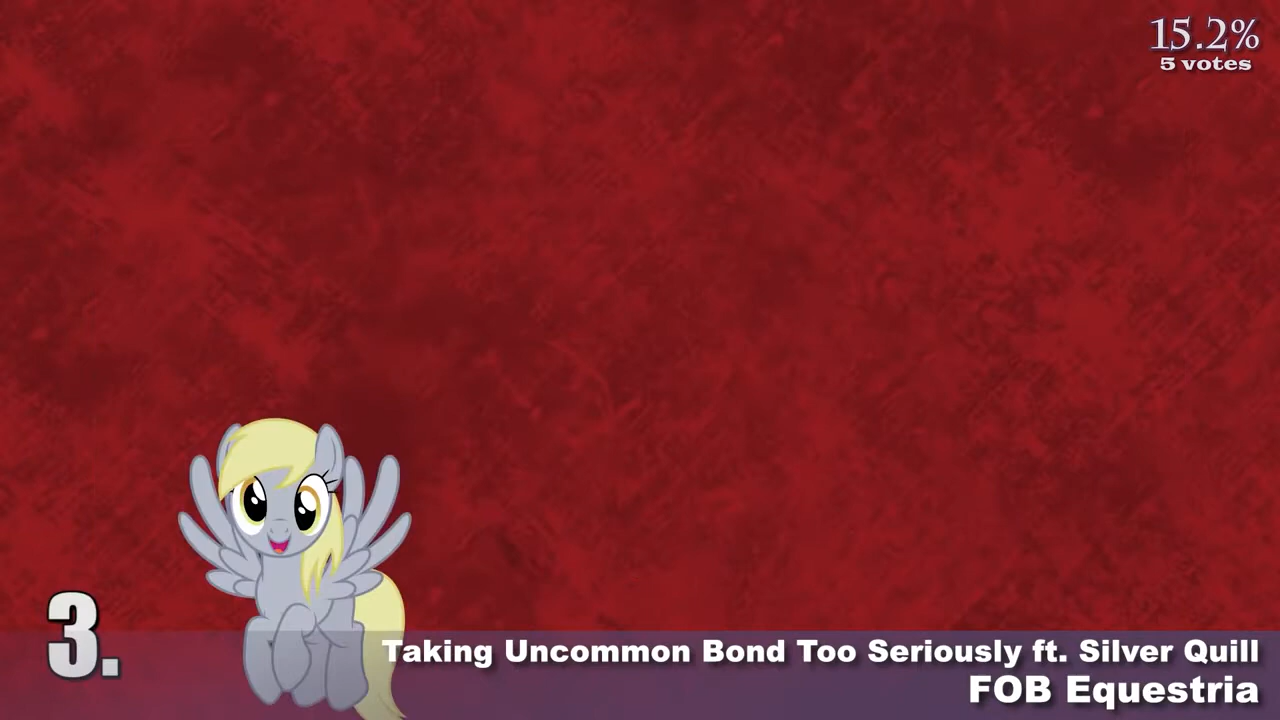 15.2%
5 votes
3.
Taking Uncommon Bond Too Seriously ft. Silver Quill
FOB Equestria